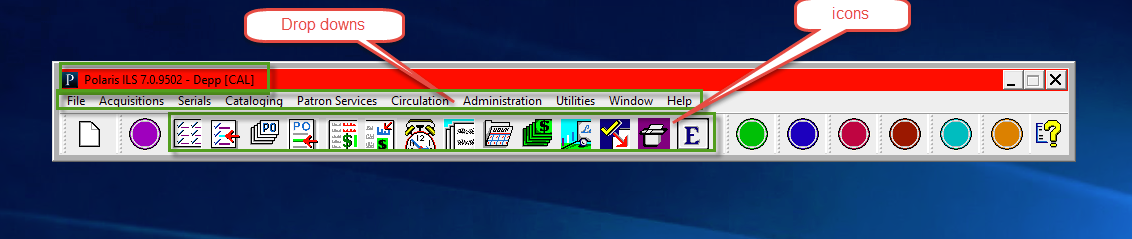 icons
Drop downs
P Polaris ILS 7.0.9502 - Depp [CAL]
File Acquisitions Serials Cataloging Patron Services Circulation Administration Utilities Window Help
PO PO $ $ 12 $ E ?